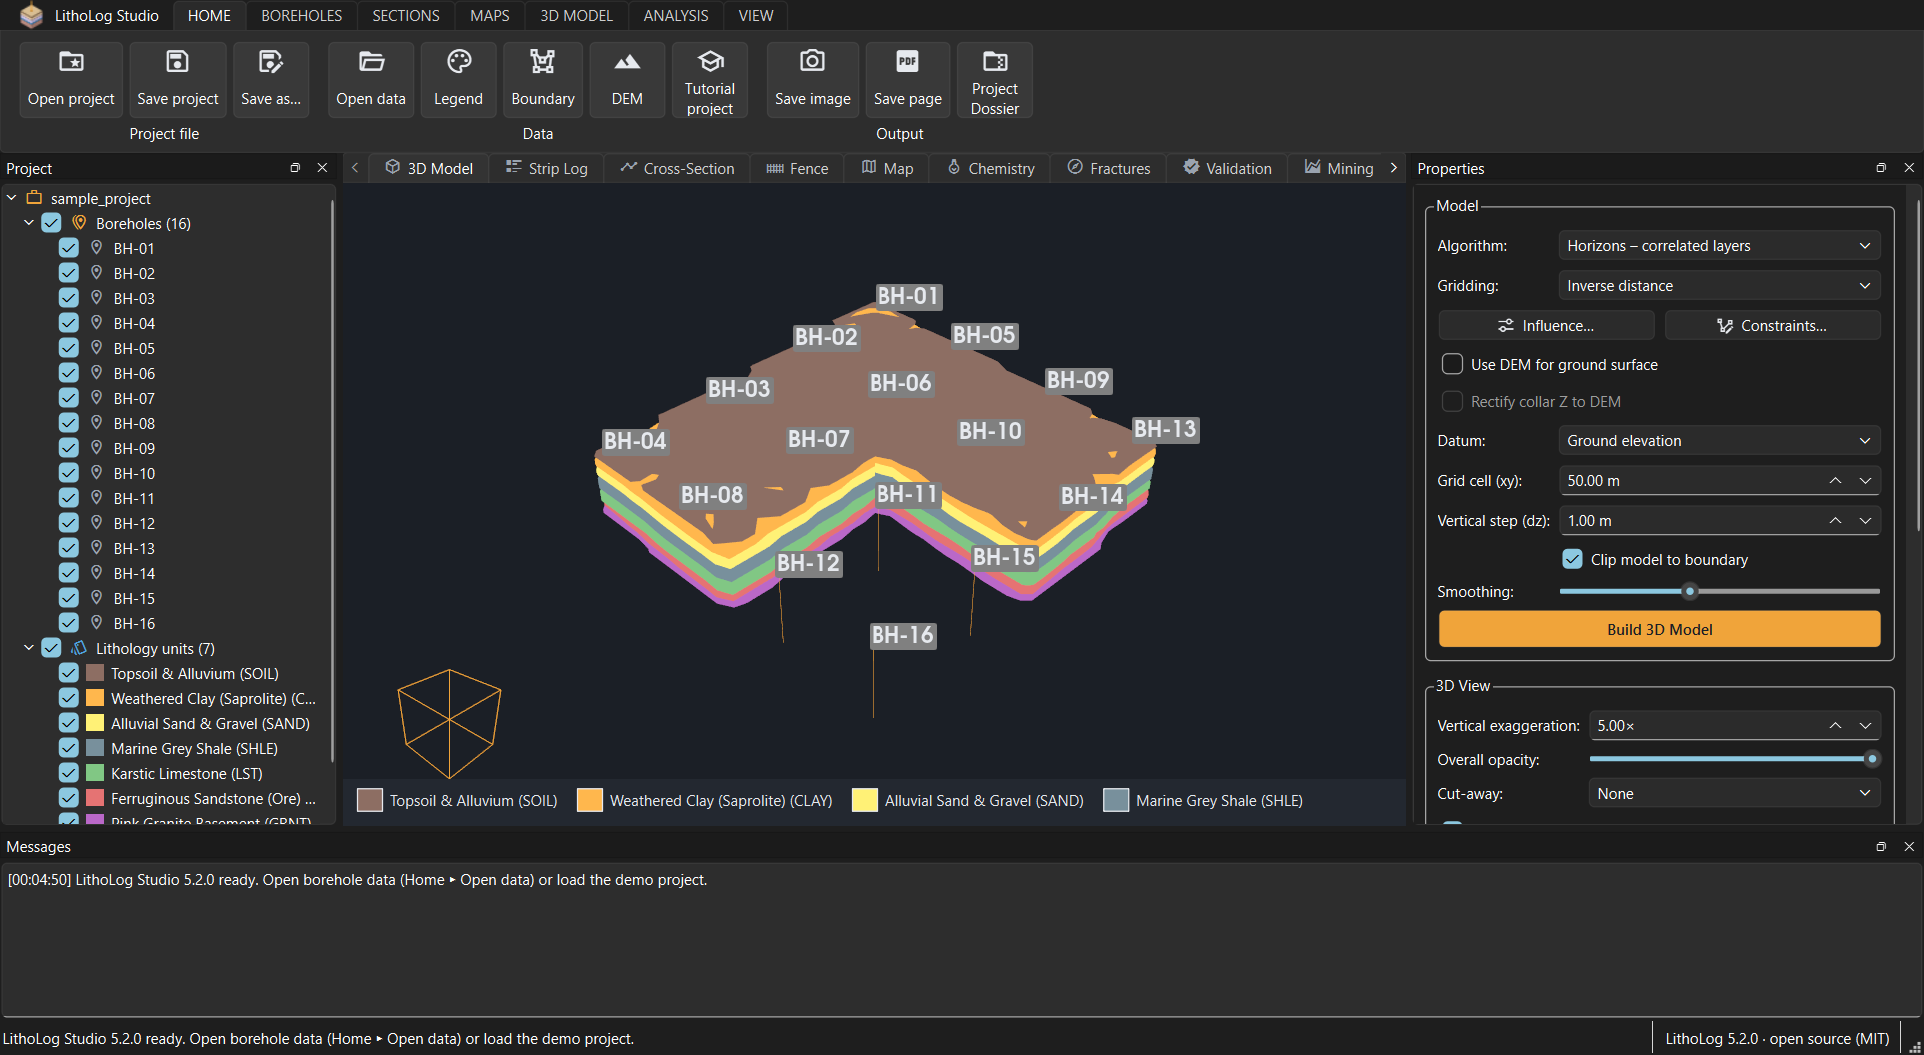 LithoLog Studio
HOME
BOREHOLES
SECTIONS
MAPS
3D MODEL
ANALYSIS
VIEW
Open project
Save project
Save as...
Open data
Legend
Boundary
DEM
Tutorial
project
Save image
PDF
Save page
Project
Dossier
Project file
Data
Output
Project
sample_project
Boreholes (16)
BH-01
BH-02
BH-03
BH-04
BH-05
BH-06
BH-07
BH-08
BH-09
BH-10
BH-11
BH-12
BH-13
BH-14
BH-15
BH-16
Lithology units (7)
Topsoil & Alluvium (SOIL)
Weathered Clay (Saprolite) (C...
Alluvial Sand & Gravel (SAND)
Marine Grey Shale (SHLE)
Karstic Limestone (LST)
Ferruginous Sandstone (Ore) ...
Pink Granite Basement (GRNT)
3D Model
Strip Log
Cross-Section
Fence
Map
Chemistry
Fractures
Validation
Mining
BH-01
BH-02
BH-05
BH-03
BH-06
BH-09
BH-04
BH-07
BH-10
BH-13
BH-08
BH-11
BH-14
BH-12
BH-15
BH-16
Topsoil & Alluvium (SOIL)
Weathered Clay (Saprolite) (CLAY)
Alluvial Sand & Gravel (SAND)
Marine Grey Shale (SHLE)
Properties
Model
Algorithm:
Horizons – correlated layers
Gridding:
Inverse distance
Influence...
Constraints...
Use DEM for ground surface
Rectify collar Z to DEM
Datum:
Ground elevation
Grid cell (xy):
50.00 m
Vertical step (dz):
1.00 m
Clip model to boundary
Smoothing:
Build 3D Model
3D View
Vertical exaggeration:
5.00×
Overall opacity:
Cut-away:
None
Messages
[00:04:50] LithoLog Studio 5.2.0 ready. Open borehole data (Home ▸ Open data) or load the demo project.
LithoLog Studio 5.2.0 ready. Open borehole data (Home ▸ Open data) or load the demo project.
LithoLog 5.2.0 · open source (MIT)